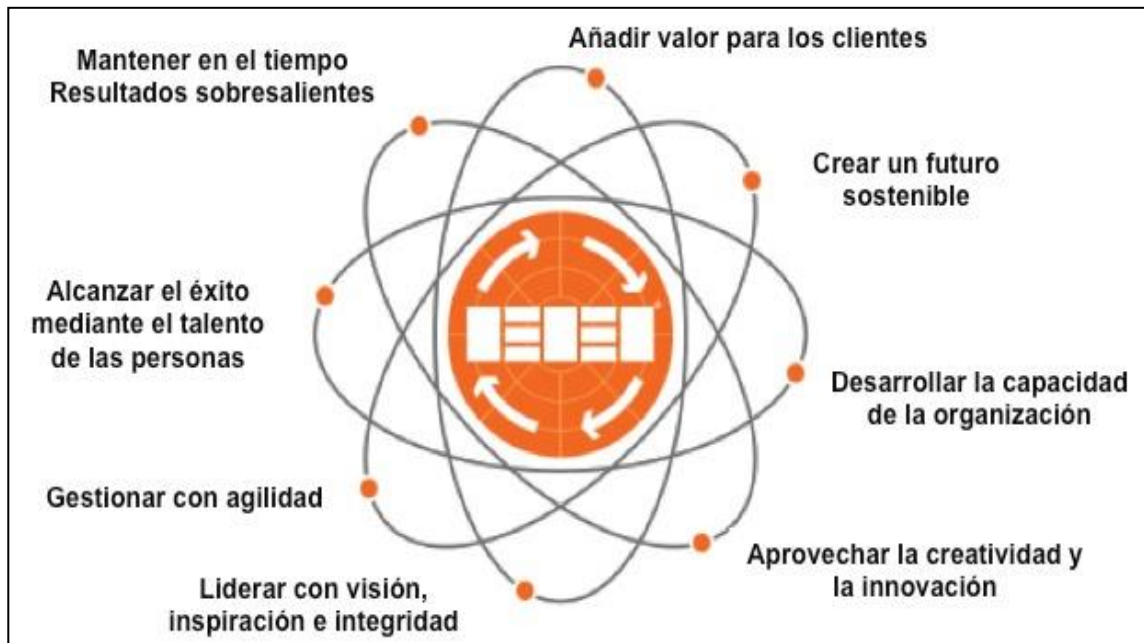 Añadir valor para los clientes
Mantener en el tiempo
Resultados sobresalientes
Crear un futuro
sostenible
Alcanzar el éxito
mediante el talento
de las personas
Desarrollar la capacidad
de la organización
Gestionar con agilidad
Aprovechar la creatividad y
la innovación
Liderar con visión,
inspiración e integridad